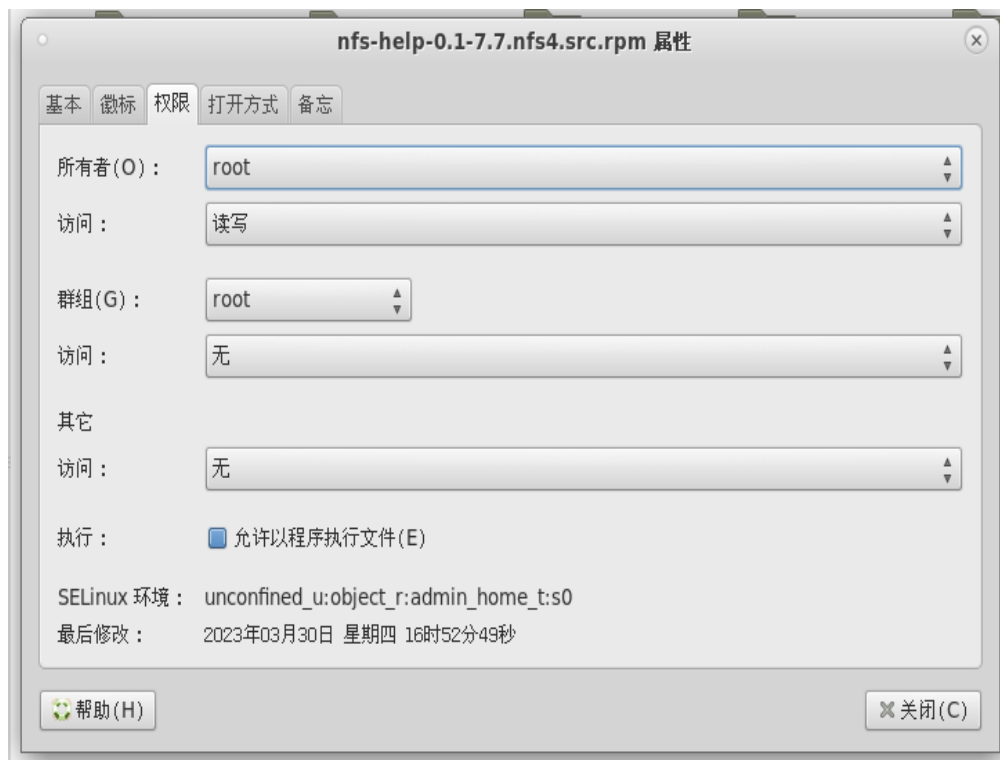 nfs-help-0.1-7.7.nfs4.src.rpm 属性
基本 徽标 权限 打开方式 备忘
所有者(O)： root
访问： 读写
群组(G)： root
访问： 无
其它
访问： 无
执行： 允许以程序执行文件(E)
SELinux 环境： unconfined_u:object_r:admin_home_t:s0
最后修改： 2023年03月30日 星期四 16时52分49秒
帮助(H) 关闭(C)